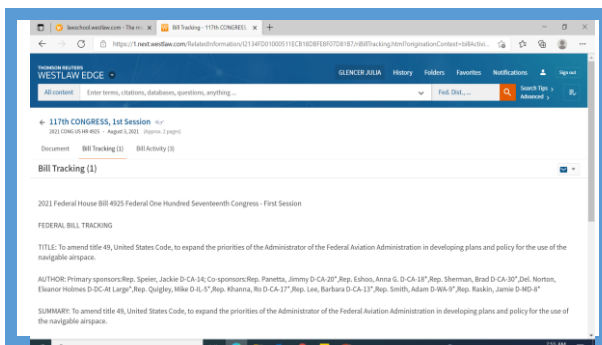 lawschool.westlaw.com - The m
Bill Tracking - 117th CONGRESS
https://1.next.westlaw.com/RelatedInformation/I2134FD01000511ECB18DBFE8F07D81B7/nBillTracking.html?originationContext=billActivi...
THOMSON REUTERS
WESTLAW EDGE
GLENCER JULIA History Folders Favorites Notifications Sign out
All content Enter terms, citations, databases, questions, anything ... Fed. Dist., ... Search Tips
Advanced
117th CONGRESS, 1st Session
2021 CONG US HR 4925 - August 3, 2021 (Approx. 2 pages)
Document Bill Tracking (1) Bill Activity (3)
Bill Tracking (1)
2021 Federal House Bill 4925 Federal One Hundred Seventeenth Congress - First Session
FEDERAL BILL TRACKING
TITLE: To amend title 49, United States Code, to expand the priorities of the Administrator of the Federal Aviation Administration in developing plans and policy for the use of the
navigable airspace.
AUTHOR: Primary sponsors:Rep. Speier, Jackie D-CA-14; Co-sponsors:Rep. Panetta, Jimmy D-CA-20*,Rep. Eshoo, Anna G. D-CA-18*,Rep. Sherman, Brad D-CA-30*,Del. Norton,
Eleanor Holmes D-DC-At Large*,Rep. Quigley, Mike D-IL-5*,Rep. Khanna, Ro D-CA-17*,Rep. Lee, Barbara D-CA-13*,Rep. Smith, Adam D-WA-9*,Rep. Raskin, Jamie D-MD-8*
SUMMARY: To amend title 49, United States Code, to expand the priorities of the Administrator of the Federal Aviation Administration in developing plans and policy for the use of
the navigable airspace.